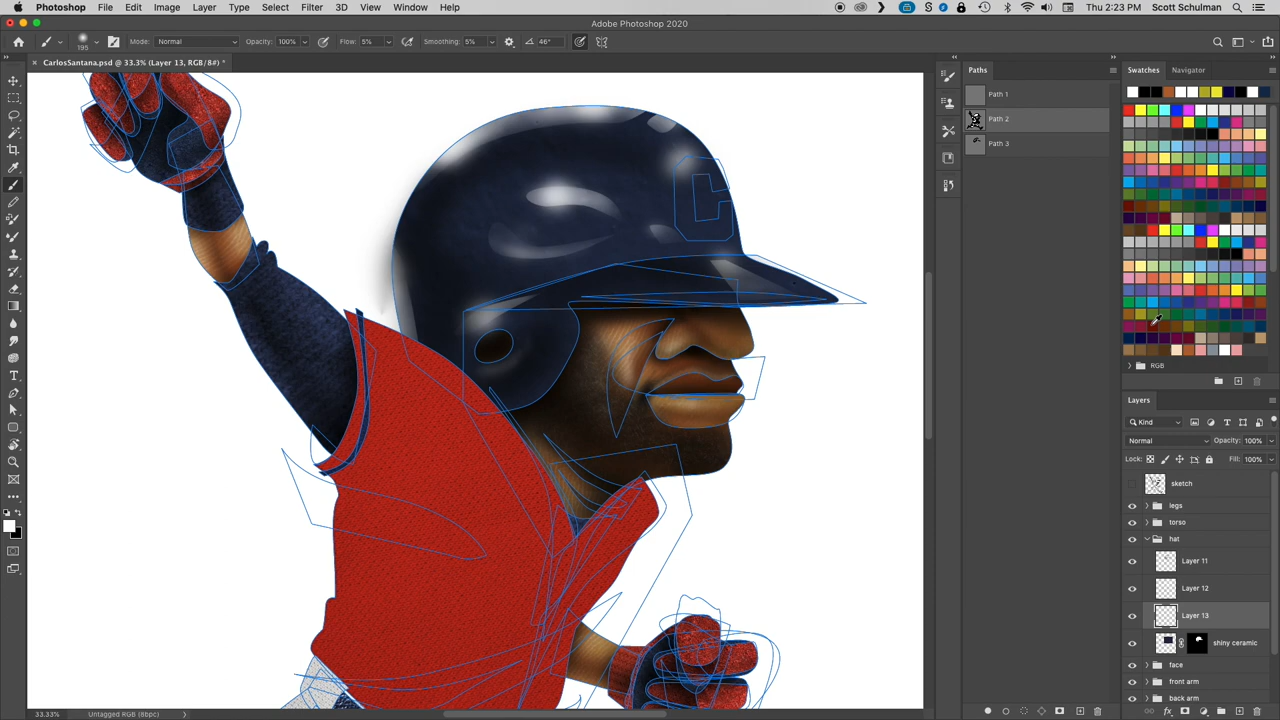 Photoshop File Edit Image Layer Type Select Filter 3D View Window Help Thu 2:23 PM Scott Schulman
Adobe Photoshop 2020
195 Mode: Normal Opacity: 100% Flow: 5% Smoothing: 5% 46°
CarlosSantana.psd @ 33.3% (Layer 13, RGB/8#) *
Paths
Path 1
Path 2
Path 3
Swatches Navigator
RGB
Layers
Kind
Normal Opacity: 100%
Lock: Fill: 100%
sketch
legs
torso
hat
Layer 11
Layer 12
Layer 13
shiny ceramic
face
front arm
back arm
C
33.33% Untagged RGB (8bpc)